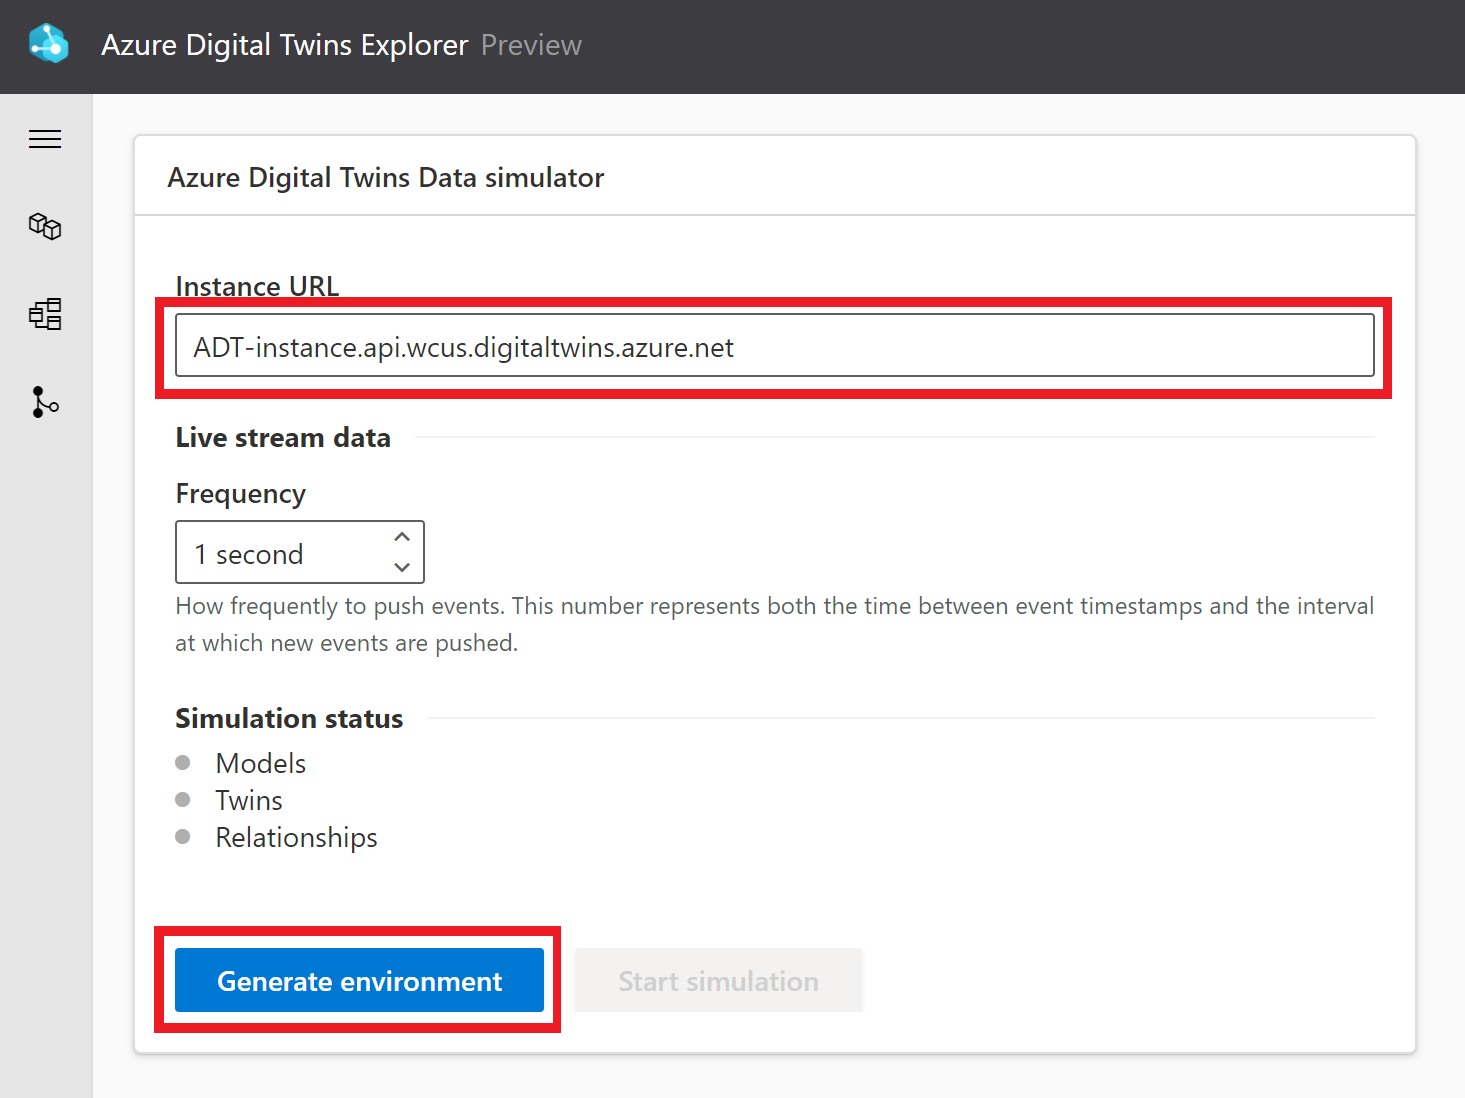 Azure Digital Twins Explorer Preview
Azure Digital Twins Data simulator
Instance URL
ADT-instance.api.wcus.digitaltwins.azure.net
Live stream data
Frequency
1 second
How frequently to push events. This number represents both the time between event timestamps and the interval
at which new events are pushed.
Simulation status
Models
Twins
Relationships
Generate environment
Start simulation